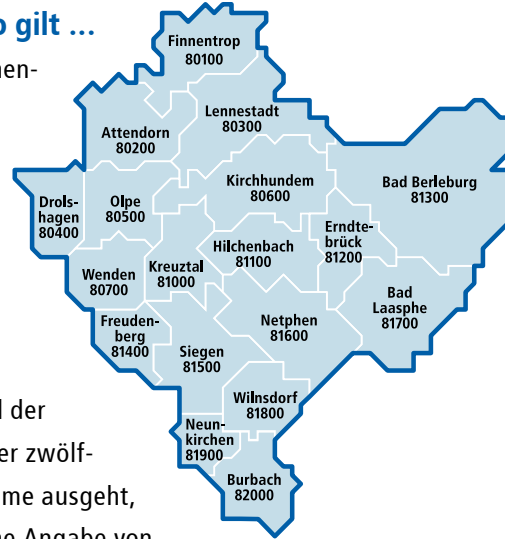 gilt ...
Finnentrop
80100
Lennestadt
80300
Attendorn
80200
Kirchhundem
80600
Bad Berleburg
81300
Drols-
hagen
80400
Olpe
80500
Erndte-
brück
81200
Hilchenbach
81100
Kreuztal
81000
Wenden
80700
Bad
Laasphe
81700
Freuden-
berg
81400
Netphen
81600
Siegen
81500
Wilnsdorf
81800
Neun-
kirchen
81900
Burbach
82000
der
er zwölf-
me ausgeht,
Angabe von